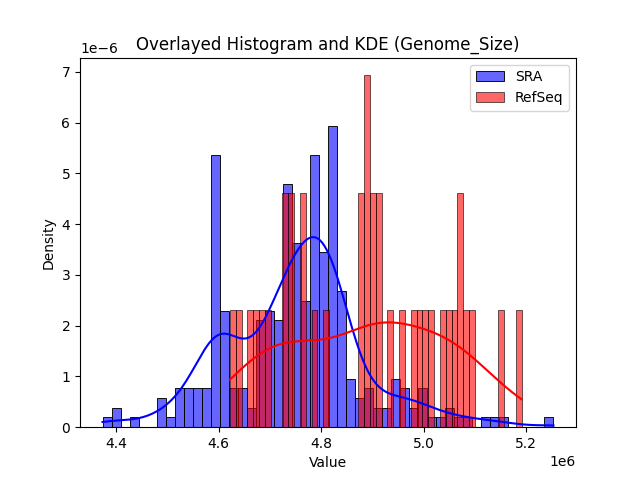 Overlayed Histogram and KDE (Genome_Size)
1e−6
SRA
RefSeq
7
6
5
4
3
2
1
0
Density
4.4 4.6 4.8 5.0 5.2
1e6
Value